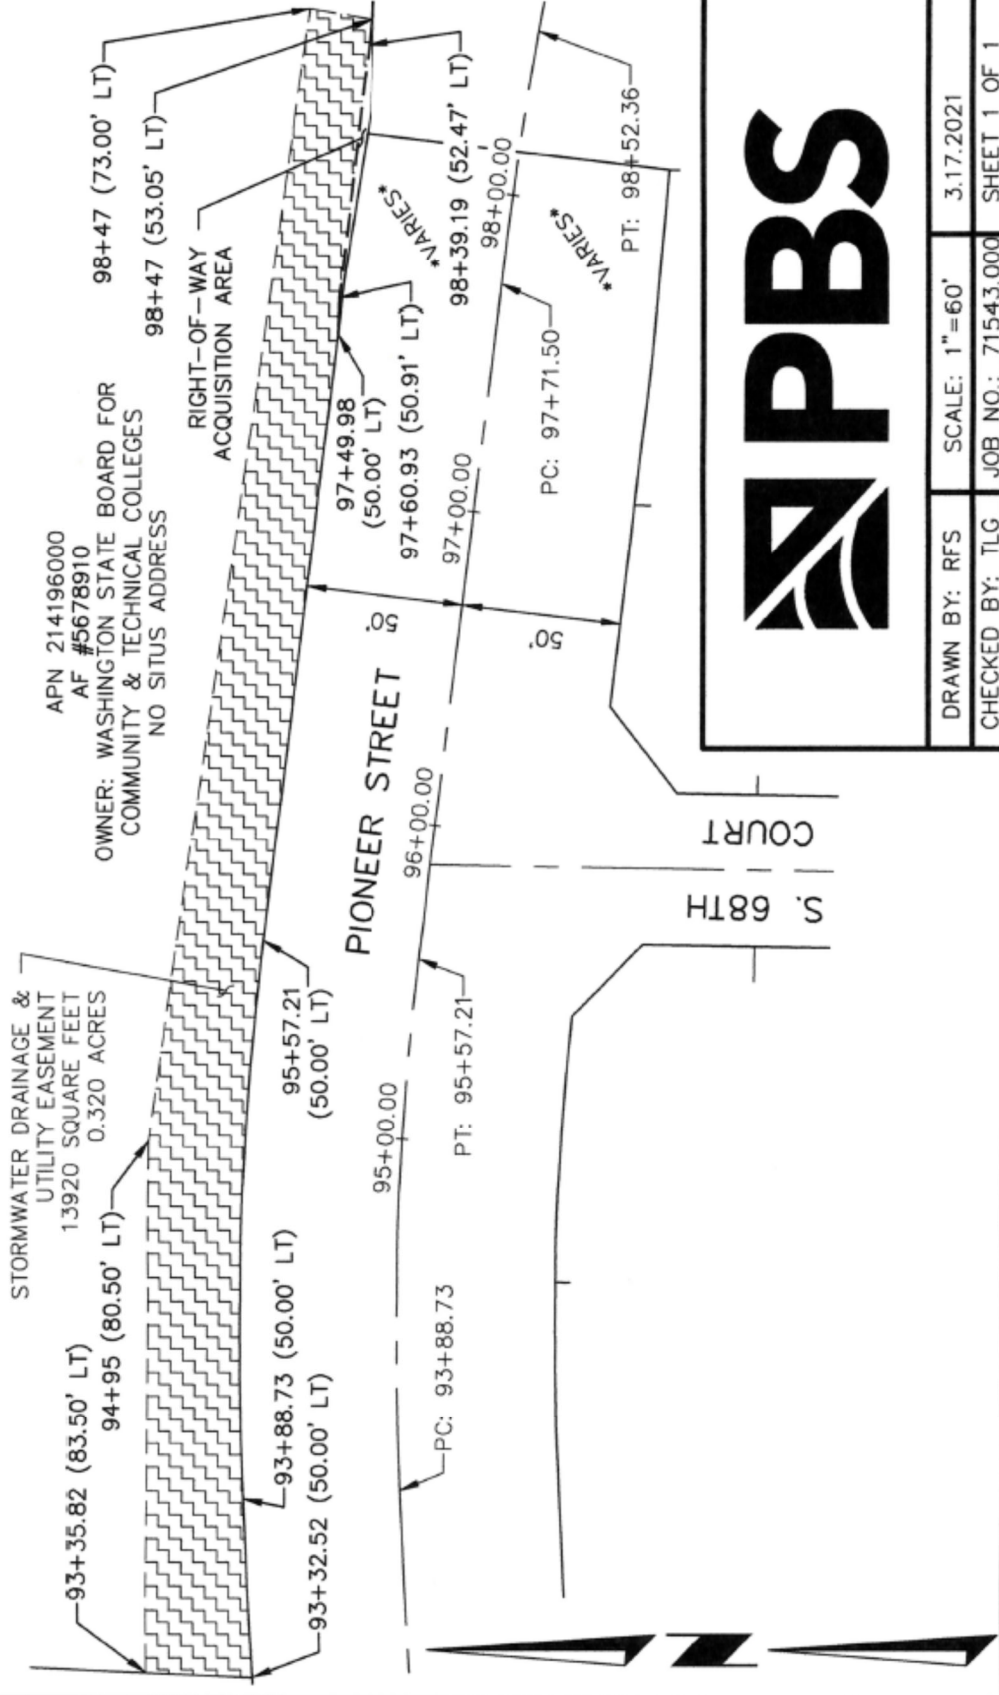 APN 214196000
AF #5678910
OWNER: WASHINGTON STATE BOARD FOR
COMMUNITY & TECHNICAL COLLEGES
NO SITUS ADDRESS
STORMWATER DRAINAGE &
UTILITY EASEMENT
13920 SQUARE FEET
0.320 ACRES
93+35.82 (83.50' LT)
94+95 (80.50' LT)
98+47 (73.00' LT)
98+47 (53.05' LT)
RIGHT-OF-WAY
ACQUISITION AREA
93+88.73 (50.00' LT)
93+32.52 (50.00' LT)
95+57.21
(50.00' LT)
97+49.98
(50.00' LT)
97+60.93 (50.91' LT)
98+39.19 (52.47' LT)
*VARIES*
*VARIES*
50'
50'
PIONEER STREET
95+00.00
96+00.00
97+00.00
98+00.00
PC: 93+88.73
PT: 95+57.21
PC: 97+71.50
PT: 98+52.36
S. 68TH
COURT
N
PBS
DRAWN BY: RFS
SCALE: 1"=60'
3.17.2021
CHECKED BY: TLG
JOB NO.: 71543.000
SHEET 1 OF 1